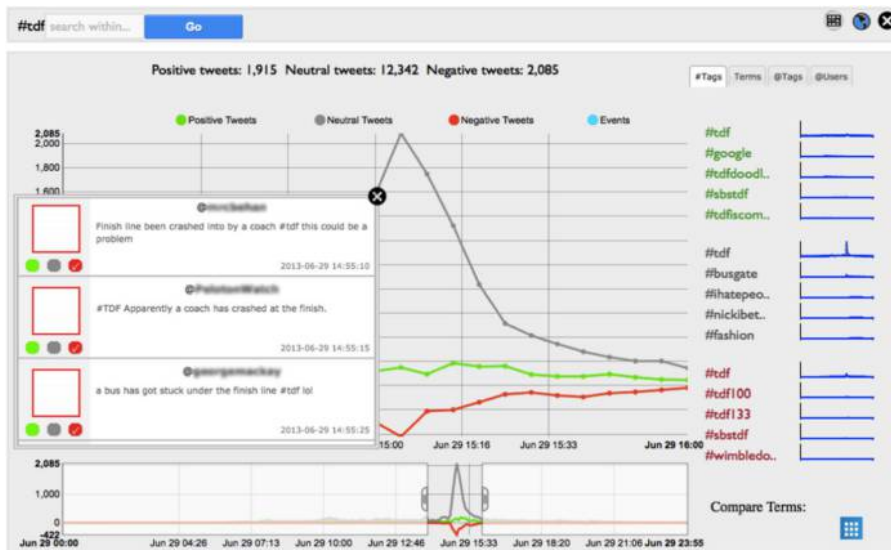 #tdf search within... Go
Positive tweets: 1,915 Neutral tweets: 12,342 Negative tweets: 2,085
#Tags Terms @Tags @Users
Positive Tweets Neutral Tweets Negative Tweets Events
2,085
2,000
1,800
1,600
Finish line been crashed into by a coach #tdf this could be a
problem
2013-06-29 14:55:10
#TDF Apparently a coach has crashed at the finish.
2013-06-29 14:55:15
a bus has got stuck under the finish line #tdf lol
2013-06-29 14:55:25
15:00 Jun 29 15:16 Jun 29 15:33 Jun 29 16:00
#tdf
#google
#tdfdoodl..
#sbstdf
#tdfiscom..
#tdf
#busgate
#ihatepeo..
#nickibet..
#fashion
#tdf
#tdf100
#tdf133
#sbstdf
#wimbledo..
2,085
1,000
0
-422
Jun 29 00:00 Jun 29 04:26 Jun 29 07:13 Jun 29 10:00 Jun 29 12:46 Jun 29 15:33 Jun 29 18:20 Jun 29 21:06 Jun 29 23:55
Compare Terms: